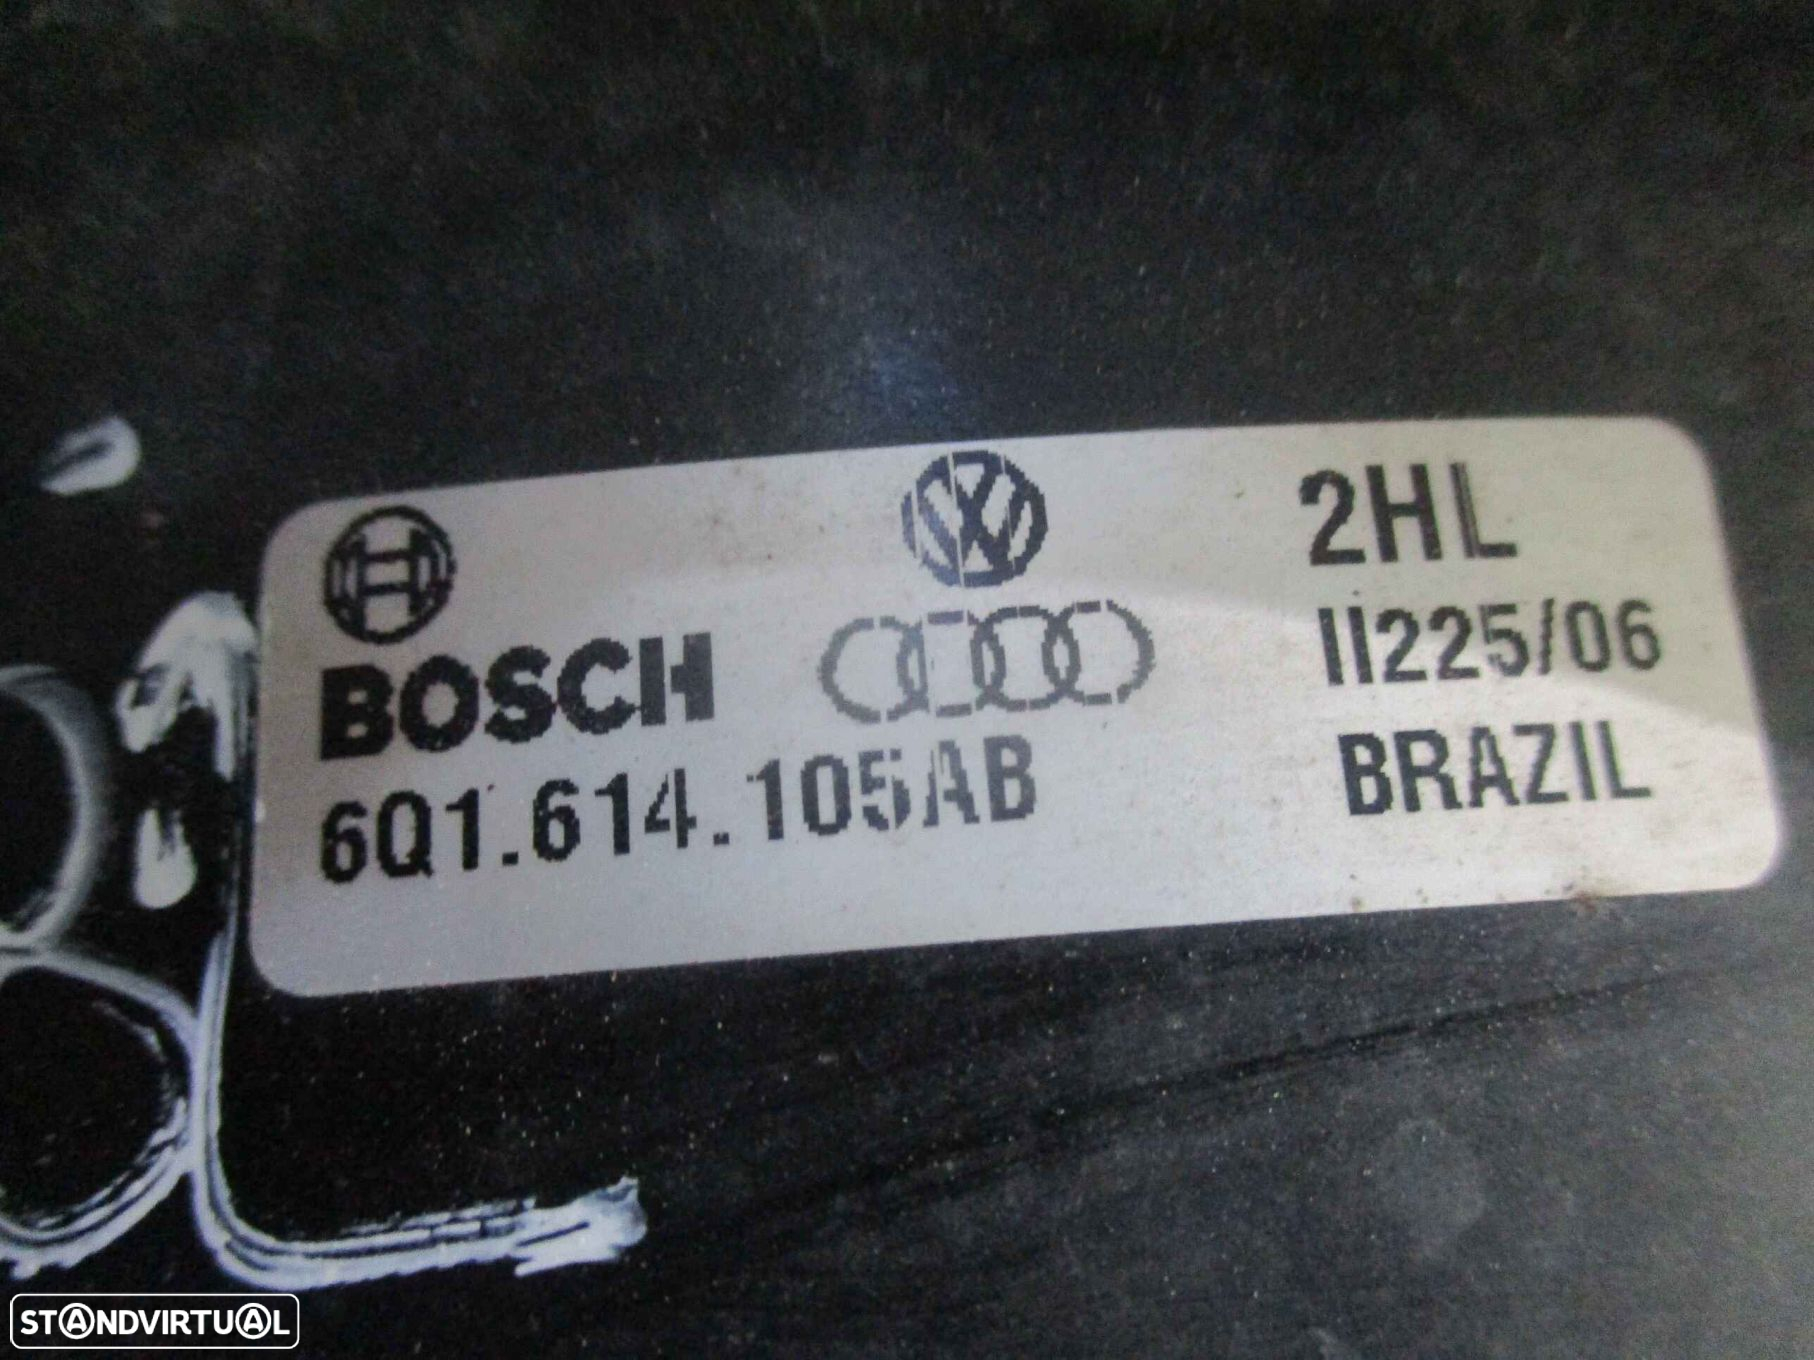 2HL
BOSCH
II225/06
6Q1.614.105AB
BRAZIL
STANDVIRTUAL